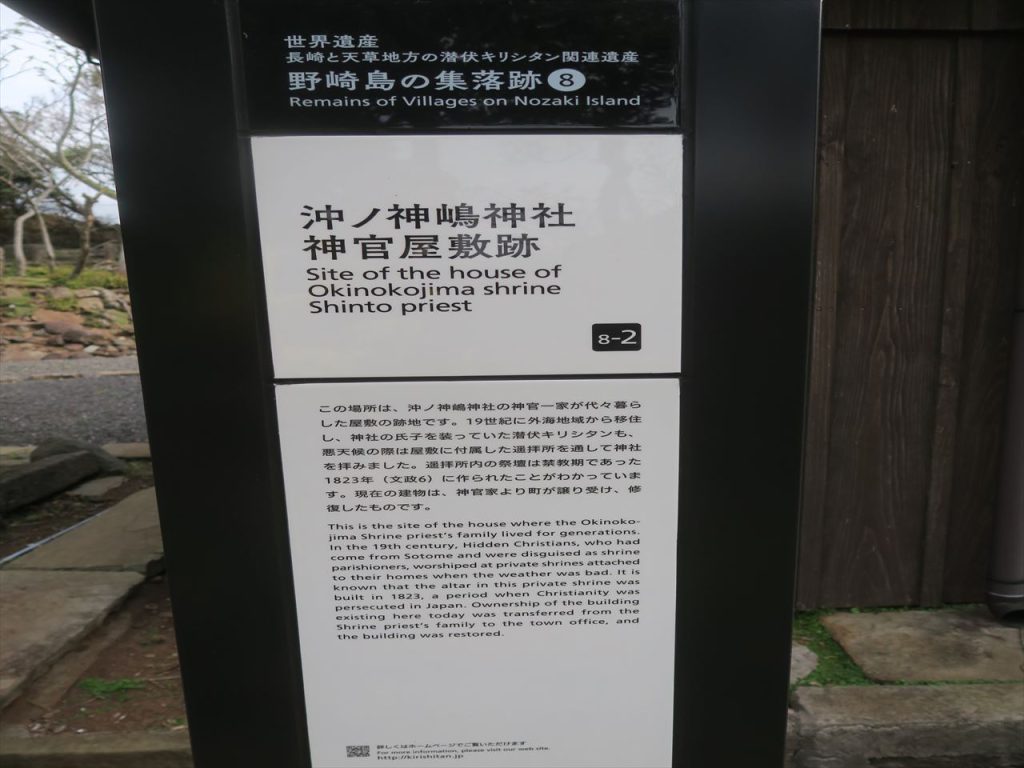 世界遺産
長崎と天草地方の潜伏キリシタン関連遺産
野崎島の集落跡 8
Remains of Villages on Nozaki Island
沖ノ神嶋神社
神官屋敷跡
Site of the house of
Okinokojima shrine
Shinto priest
8-2
この場所は、沖ノ神嶋神社の神官一家が代々暮ら
した屋敷の跡地です。19世紀に外海地域から移住
し、神社の氏子を装っていた潜伏キリシタンも、
悪天候の際は屋敷に付属した遥拝所を通して神社
を拝みました。遥拝所内の祭壇は禁教期であった
1823年（文政6）に作られたことがわかっていま
す。現在の建物は、神官家より町が譲り受け、修
復したものです。
This is the site of the house where the Okinoko-
jima Shrine priest's family lived for generations.
In the 19th century, Hidden Christians, who had
come from Sotome and were disguised as shrine
parishioners, worshiped at private shrines attached
to their homes when the weather was bad. It is
known that the altar in this private shrine was
built in 1823, a period when Christianity was
persecuted in Japan. Ownership of the building
existing here today was transferred from the
Shrine priest's family to the town office, and
the building was restored.
詳しくはホームページでご覧いただけます
For more information, please visit our web site.
http://kirishitan.jp